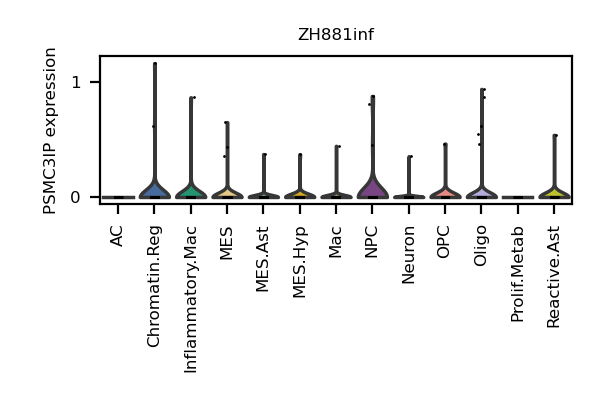 ZH881inf
PSMC3IP expression
1
0
AC
Chromatin.Reg
Inflammatory.Mac
MES
MES.Ast
MES.Hyp
Mac
NPC
Neuron
OPC
Oligo
Prolif.Metab
Reactive.Ast